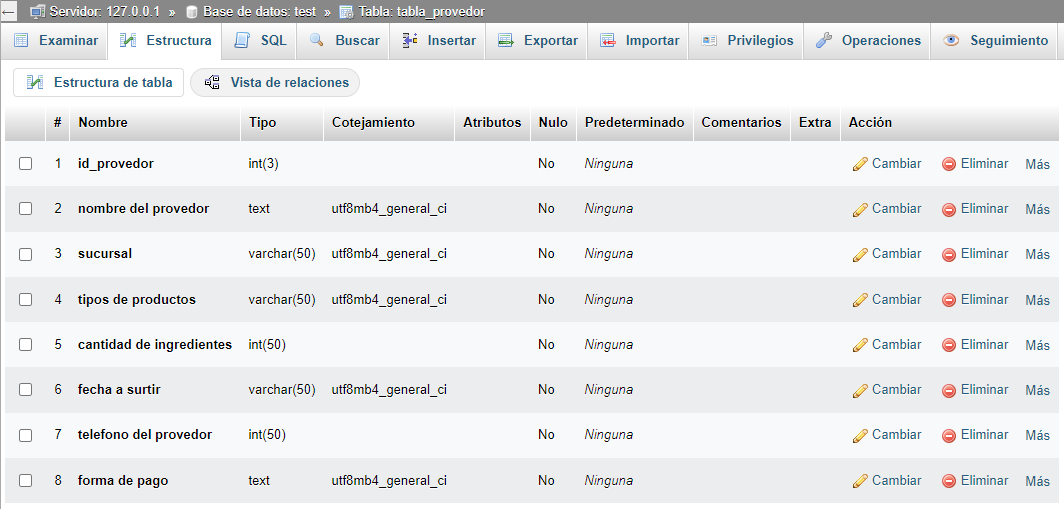 Servidor: 127.0.0.1 » Base de datos: test » Tabla: tabla_provedor
Examinar Estructura SQL Buscar Insertar Exportar Importar Privilegios Operaciones Seguimiento
Estructura de tabla Vista de relaciones
# Nombre Tipo Cotejamiento Atributos Nulo Predeterminado Comentarios Extra Acción
1 id_provedor int(3) No Ninguna Cambiar Eliminar Más
2 nombre del provedor text utf8mb4_general_ci No Ninguna Cambiar Eliminar Más
3 sucursal varchar(50) utf8mb4_general_ci No Ninguna Cambiar Eliminar Más
4 tipos de productos varchar(50) utf8mb4_general_ci No Ninguna Cambiar Eliminar Más
5 cantidad de ingredientes int(50) No Ninguna Cambiar Eliminar Más
6 fecha a surtir varchar(50) utf8mb4_general_ci No Ninguna Cambiar Eliminar Más
7 telefono del provedor int(50) No Ninguna Cambiar Eliminar Más
8 forma de pago text utf8mb4_general_ci No Ninguna Cambiar Eliminar Más